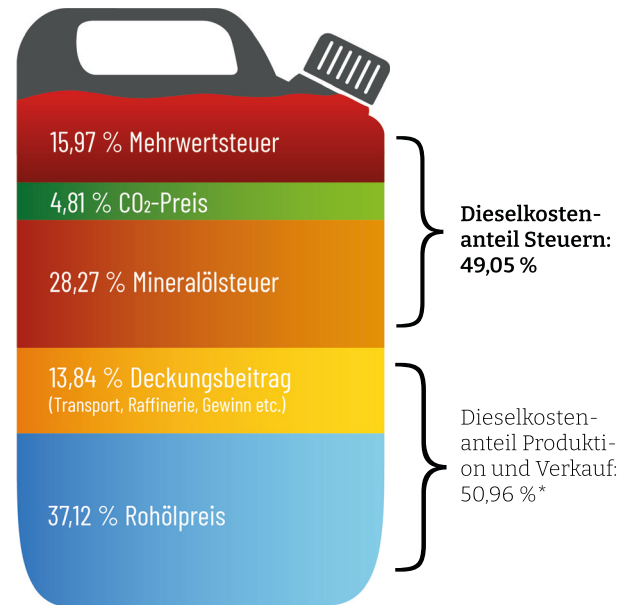 15,97 % Mehrwertsteuer
4,81 % CO₂-Preis
28,27 % Mineralölsteuer
13,84 % Deckungsbeitrag
(Transport, Raffinerie, Gewinn etc.)
37,12 % Rohölpreis
Dieselkosten-
anteil Steuern:
49,05 %
Dieselkosten-
anteil Produkti-
on und Verkauf:
50,96 %*